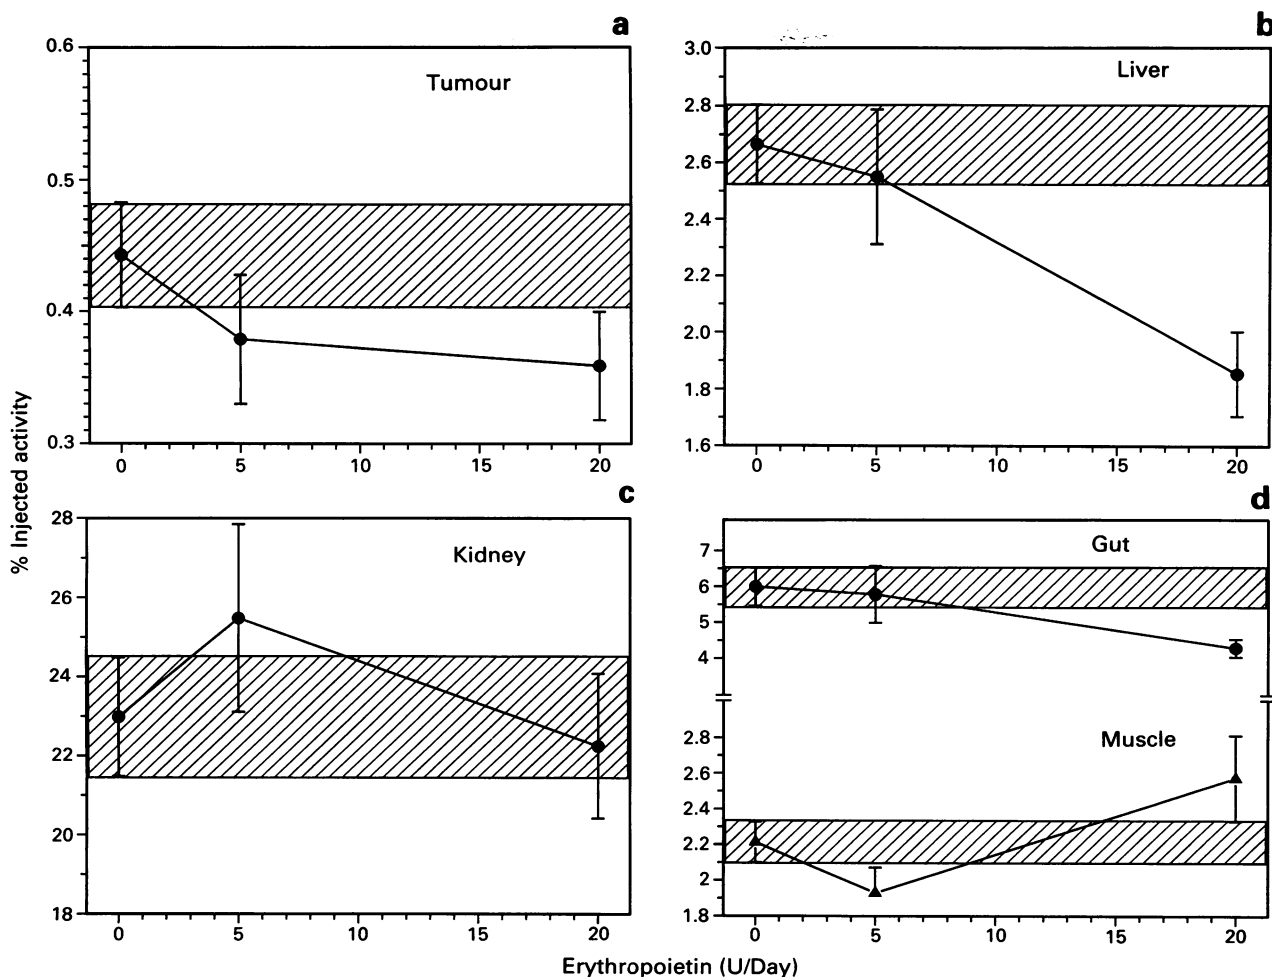 a
Tumour
0.6
0.5
0.4
0.3
0 5 10 15 20
b
Liver
3.0
2.8
2.6
2.4
2.2
2.0
1.8
1.6
0 5 10 15 20
% Injected activity
c
Kidney
28
26
24
22
20
18
0 5 10 15 20
d
Gut
7
6
5
4
Muscle
2.8
2.6
2.4
2.2
2
1.8
0 5 10 15 20
Erythropoietin (U/Day)